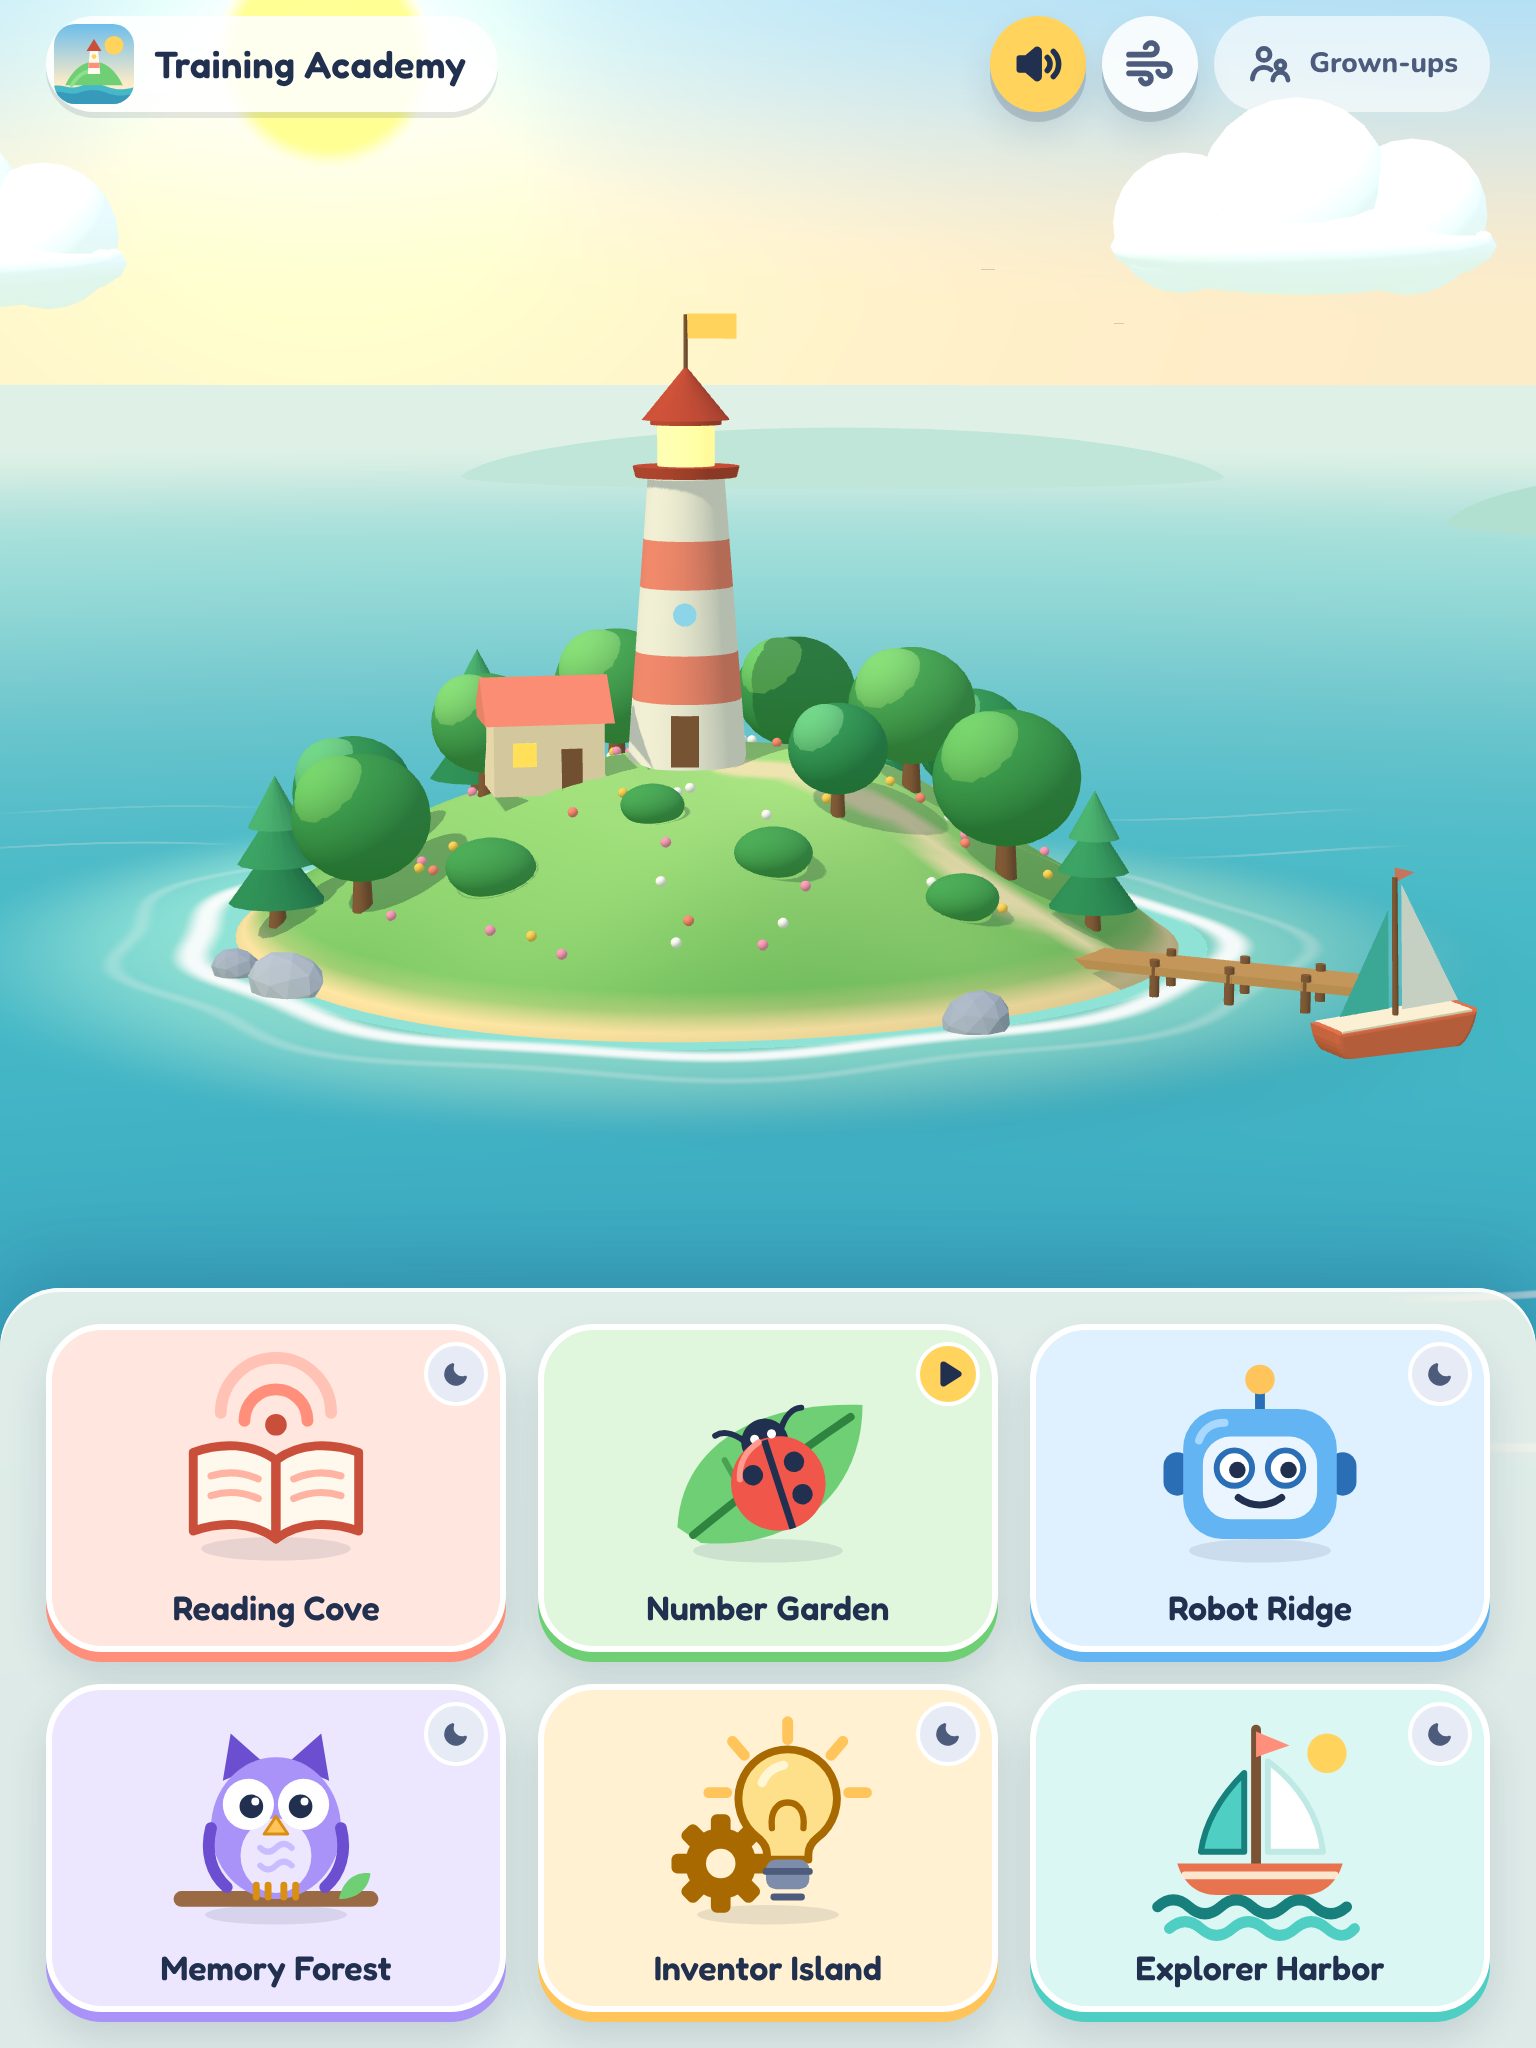 Training Academy
Grown-ups
Reading Cove
Number Garden
Robot Ridge
Memory Forest
Inventor Island
Explorer Harbor